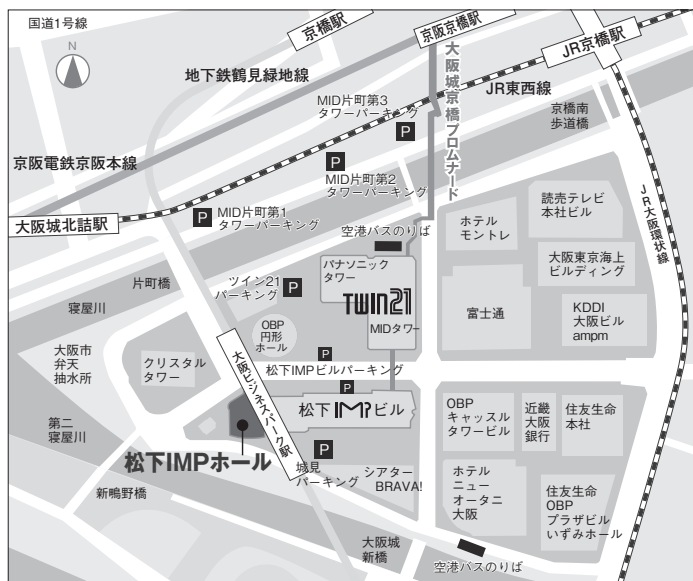 国道1号線
京橋駅
京阪京橋駅
N
JR京橋駅
地下鉄鶴見緑地線
大阪城京橋プロムナード
JR東西線
MID片町第3
タワーパーキング
京橋南
歩道橋
P
京阪電鉄京阪本線
P
MID片町第2
タワーパーキング
読売テレビ
本社ビル
JR大阪環状線
大阪城北詰駅
P
MID片町第1
タワーパーキング
ホテル
モントレ
空港バスのりば
大阪東京海上
ビルディング
片町橋
ツイン21
パーキング
P
パナソニック
タワー
TWIN21
MIDタワー
富士通
KDDI
大阪ビル
ampm
寝屋川
OBP
円形
ホール
大阪市
弁天
抽水所
クリスタル
タワー
大阪ビジネスパーク駅
P
松下IMPビルパーキング
P
松下IMPビル
OBP
キャッスル
タワービル
近畿
大阪
銀行
住友生命
本社
第二
寝屋川
松下IMPホール
P
城見
パーキング
シアター
BRAVA!
ホテル
ニュー
オータニ
大阪
住友生命
OBP
プラザビル
いずみホール
新鴫野橋
大阪城
新橋
空港バスのりば